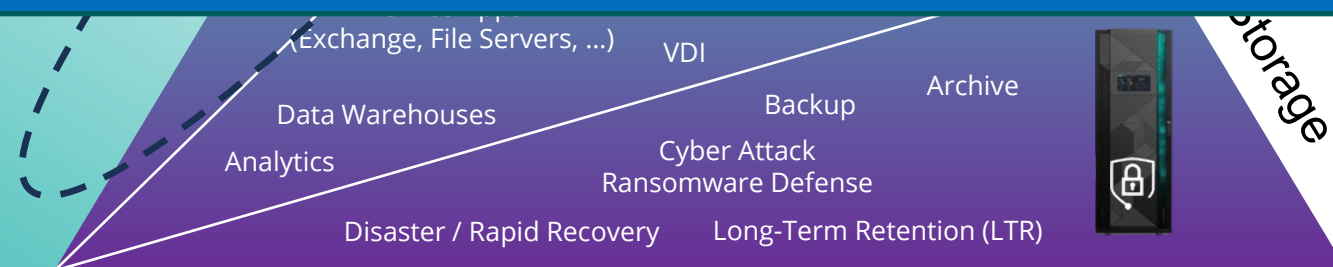 (Exchange, File Servers, ...)
VDI
Archive
Backup
Data Warehouses
Cyber Attack
Ransomware Defense
Analytics
Disaster / Rapid Recovery
Long-Term Retention (LTR)
Storage